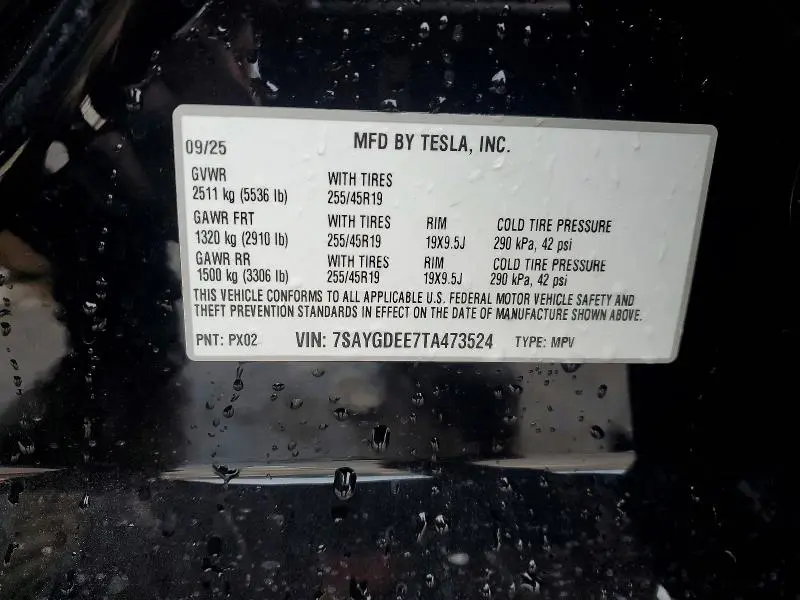 09/25 MFD BY TESLA, INC.
GVWR WITH TIRES
2511 kg (5536 lb) 255/45R19
GAWR FRT WITH TIRES RIM COLD TIRE PRESSURE
1320 kg (2910 lb) 255/45R19 19X9.5J 290 kPa, 42 psi
GAWR RR WITH TIRES RIM COLD TIRE PRESSURE
1500 kg (3306 lb) 255/45R19 19X9.5J 290 kPa, 42 psi
THIS VEHICLE CONFORMS TO ALL APPLICABLE U.S. FEDERAL MOTOR VEHICLE SAFETY AND
THEFT PREVENTION STANDARDS IN EFFECT ON THE DATE OF MANUFACTURE SHOWN ABOVE.
PNT: PX02 VIN: 7SAYGDEE7TA473524 TYPE: MPV